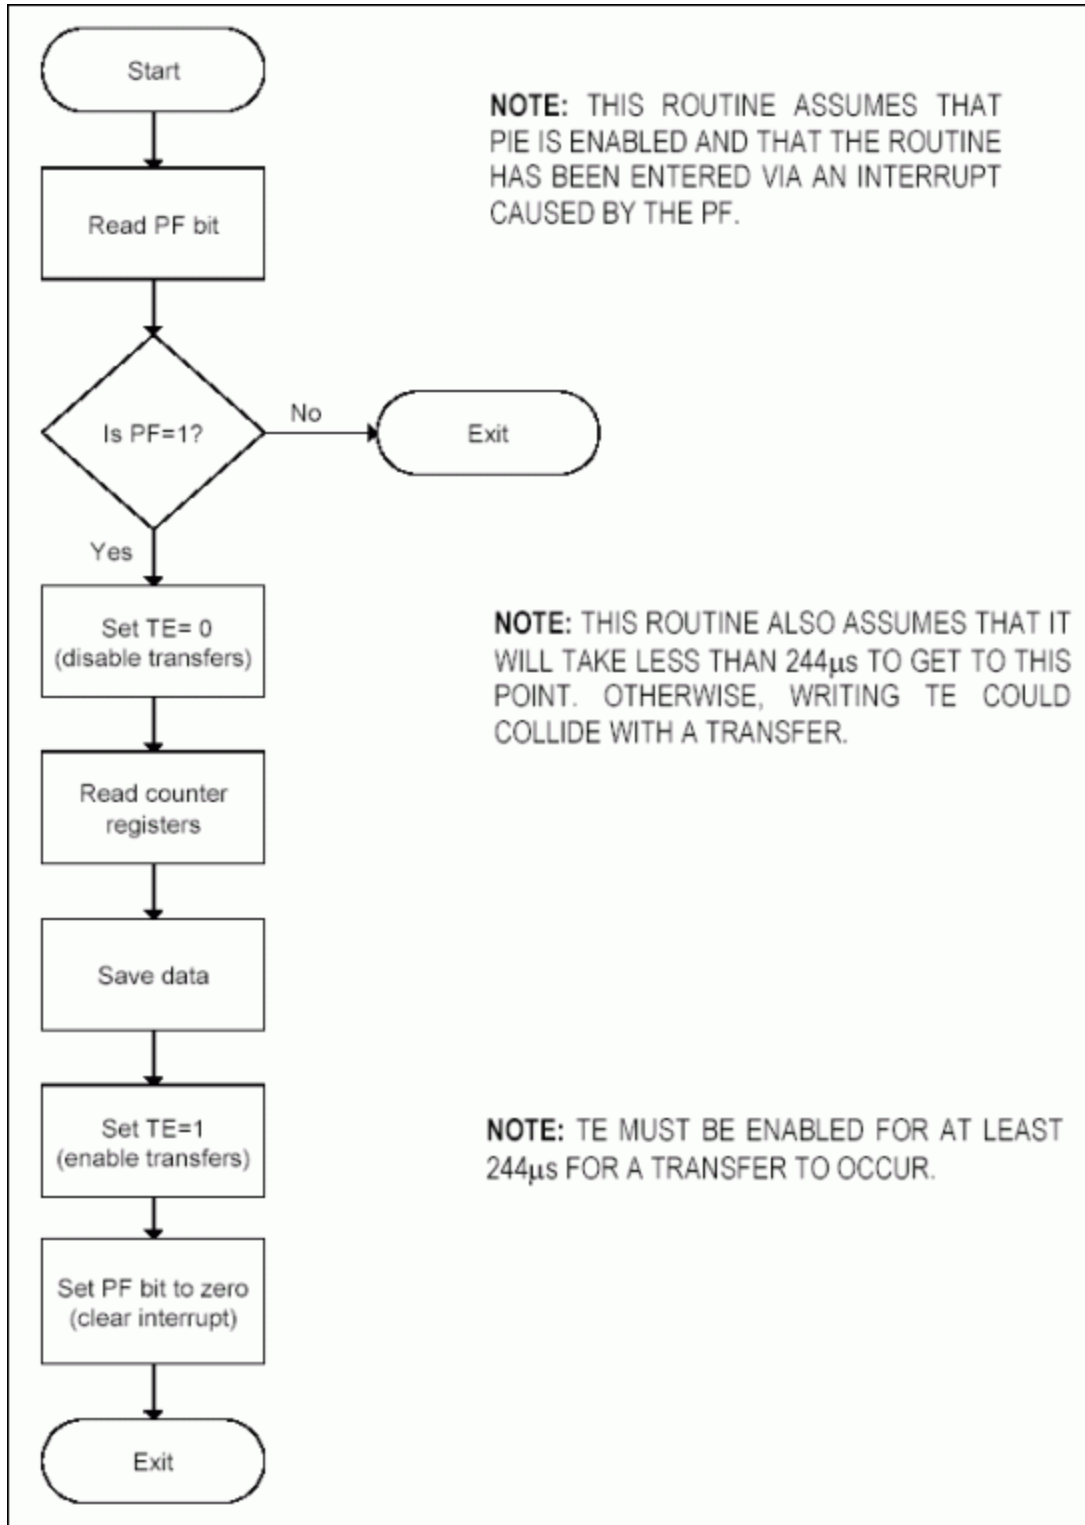 Start
NOTE: THIS ROUTINE ASSUMES THAT
PIE IS ENABLED AND THAT THE ROUTINE
HAS BEEN ENTERED VIA AN INTERRUPT
CAUSED BY THE PF.
Read PF bit
Is PF=1?
No
Exit
Yes
Set TE= 0
(disable transfers)
NOTE: THIS ROUTINE ALSO ASSUMES THAT IT
WILL TAKE LESS THAN 244µs TO GET TO THIS
POINT. OTHERWISE, WRITING TE COULD
COLLIDE WITH A TRANSFER.
Read counter
registers
Save data
Set TE=1
(enable transfers)
NOTE: TE MUST BE ENABLED FOR AT LEAST
244µs FOR A TRANSFER TO OCCUR.
Set PF bit to zero
(clear interrupt)
Exit